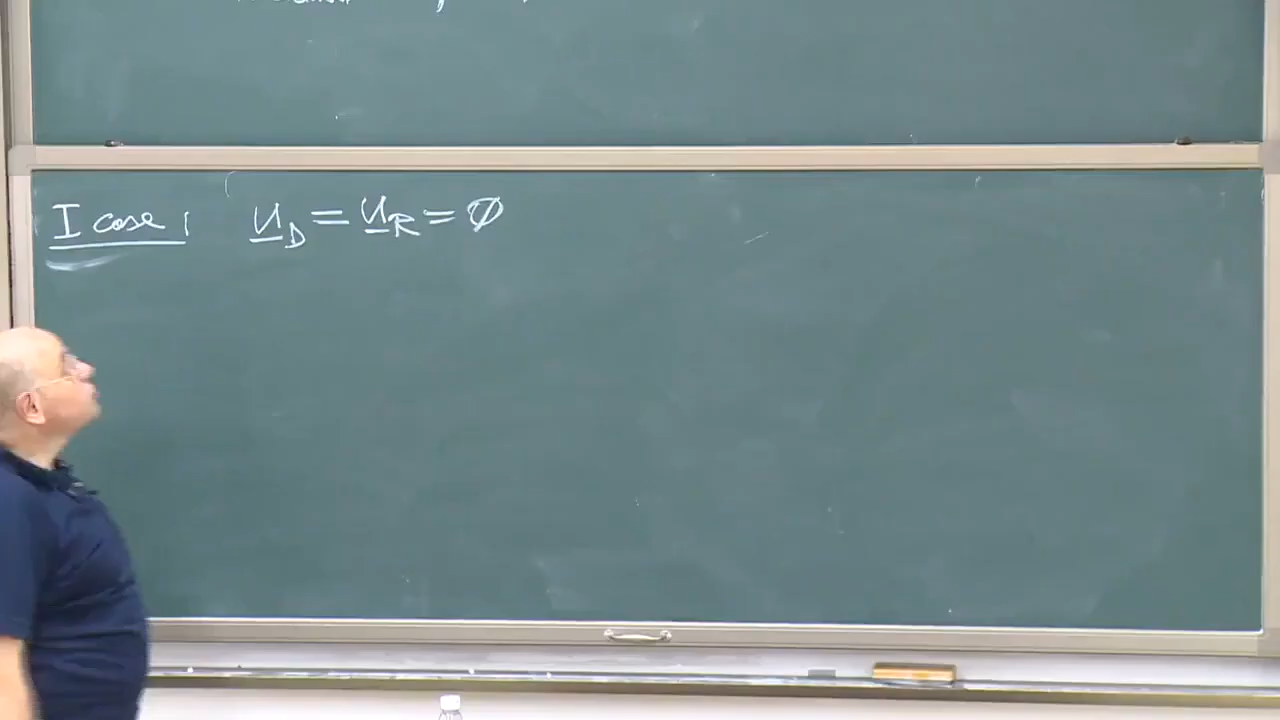 I case, u_D = u_R = ∅